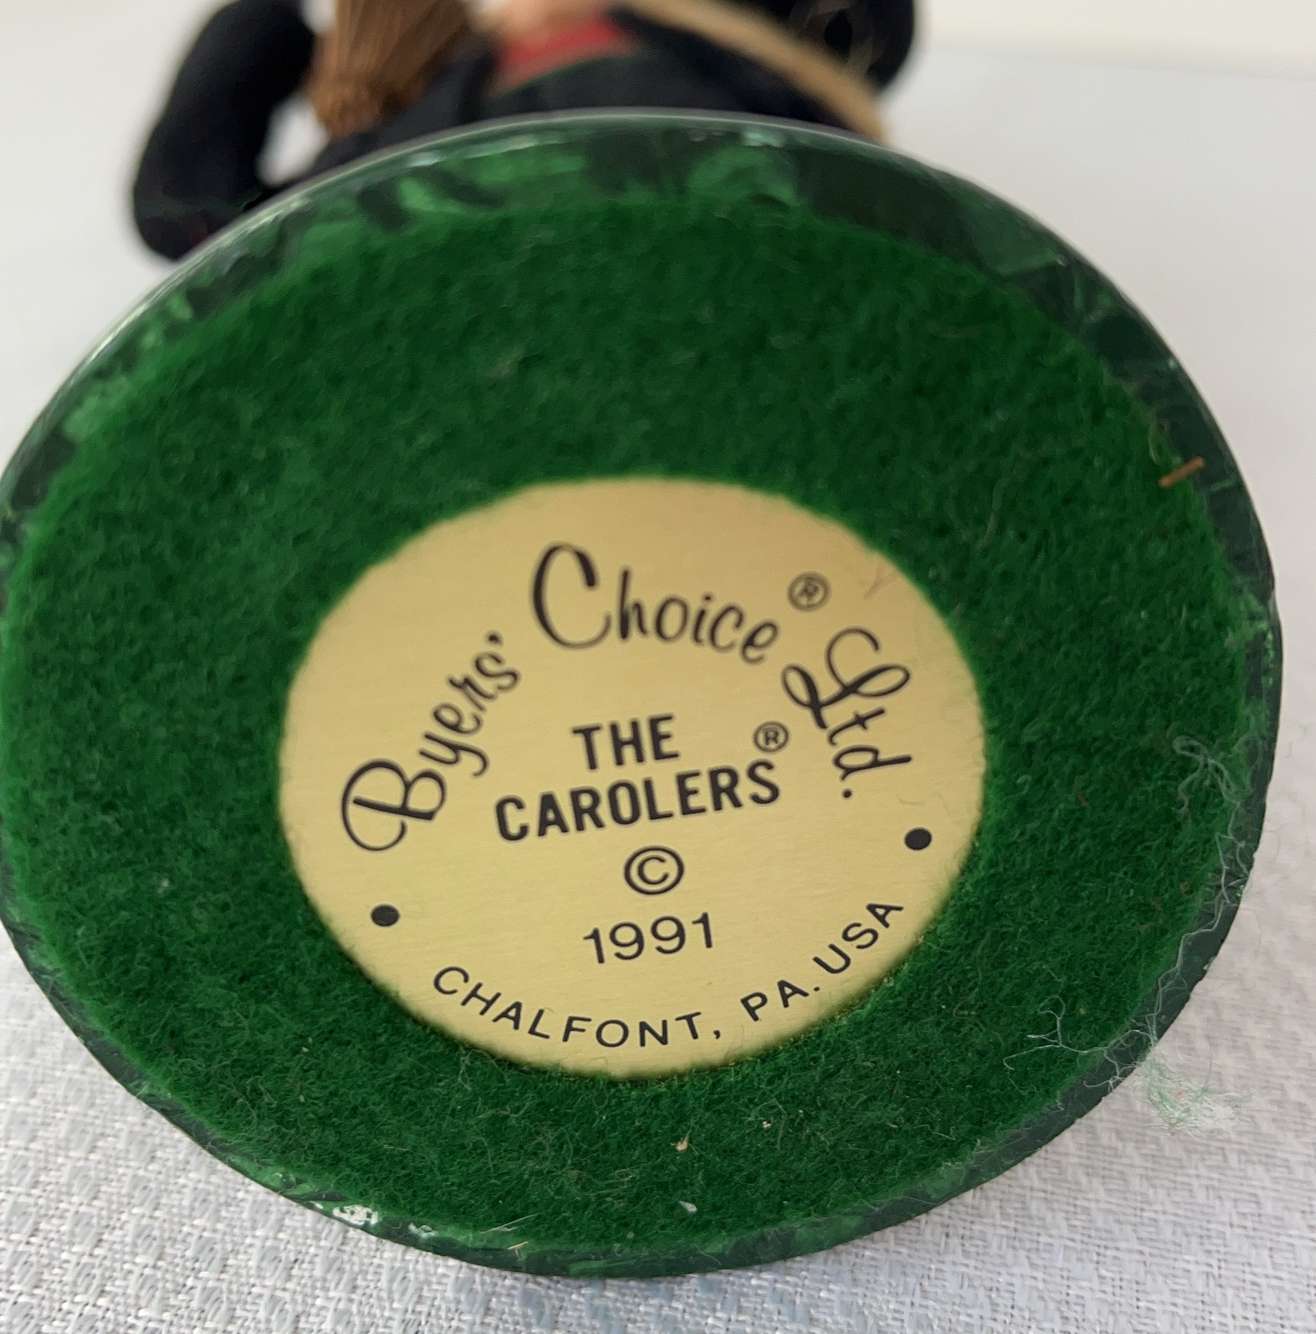 Byers' Choice® Ltd.
THE
CAROLERS®
©
1991
• CHALFONT, PA. USA •